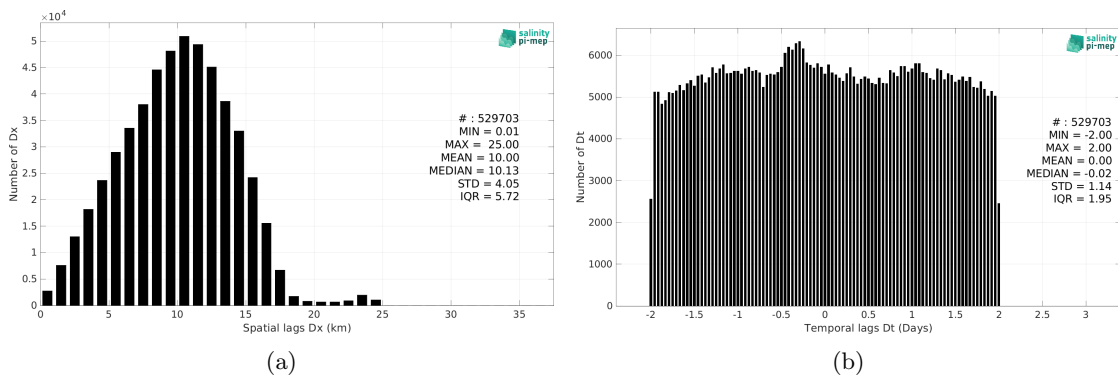 ×10⁴
5
4.5
4
3.5
3
2.5
2
1.5
1
0.5
0
Number of Dx
0 5 10 15 20 25 30 35
Spatial lags Dx (km)
salinity
pi-mep
# : 529703
MIN = 0.01
MAX = 25.00
MEAN = 10.00
MEDIAN = 10.13
STD = 4.05
IQR = 5.72
(a)
6000
5000
4000
3000
2000
1000
0
Number of Dt
-2 -1.5 -1 -0.5 0 0.5 1 1.5 2 2.5 3
Temporal lags Dt (Days)
salinity
pi-mep
# : 529703
MIN = -2.00
MAX = 2.00
MEAN = 0.00
MEDIAN = -0.02
STD = 1.14
IQR = 1.95
(b)